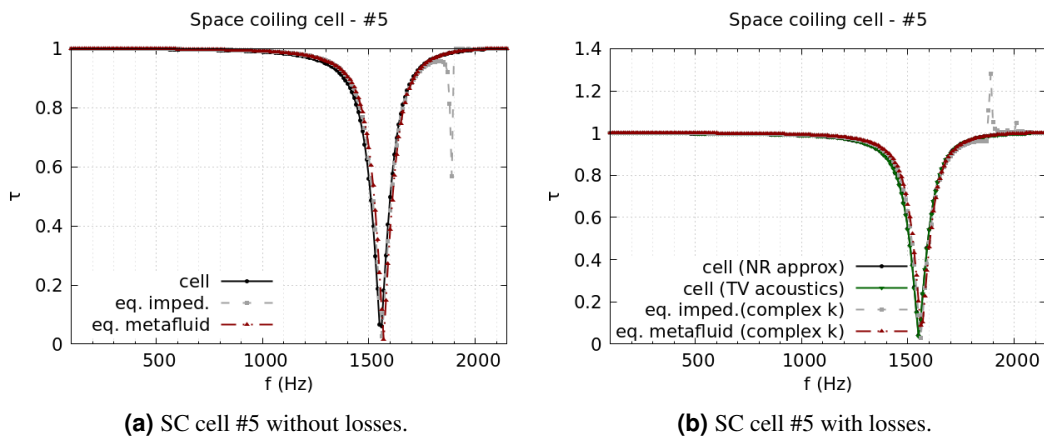 Space coiling cell - #5
1
0.8
0.6
0.4
0.2
0
τ
cell
eq. imped.
eq. metafluid
500
1000
1500
2000
f (Hz)
(a) SC cell #5 without losses.
Space coiling cell - #5
1.4
1.2
1
0.8
0.6
0.4
0.2
0
τ
cell (NR approx)
cell (TV acoustics)
eq. imped.(complex k)
eq. metafluid (complex k)
500
1000
1500
2000
f (Hz)
(b) SC cell #5 with losses.